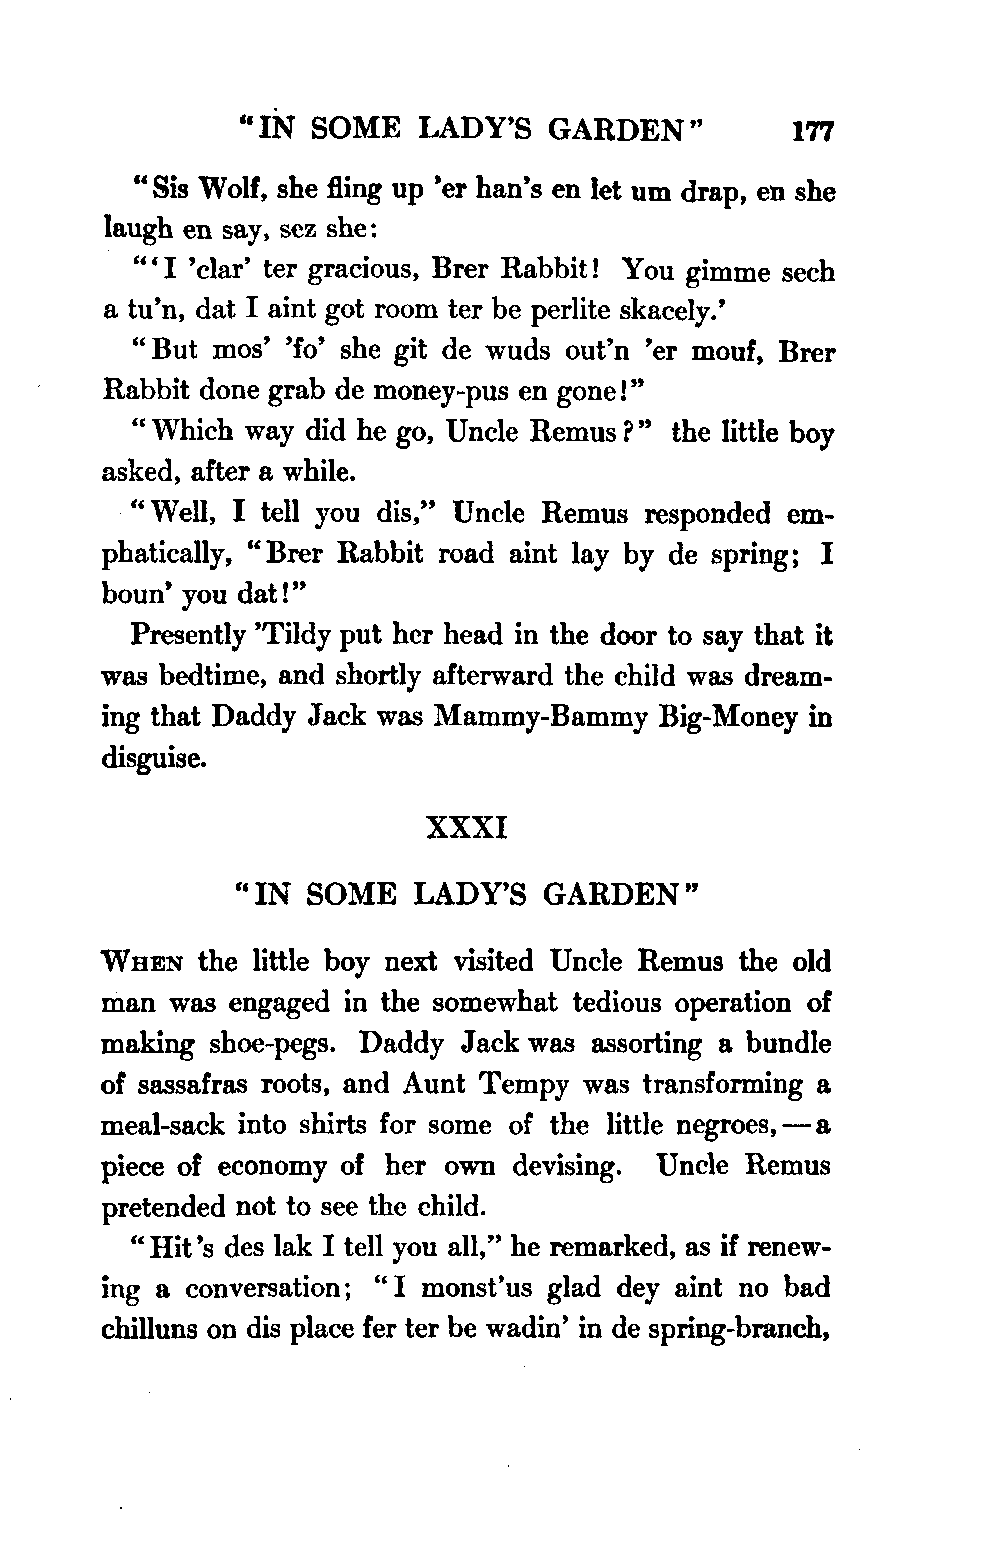 "IN SOME LADY'S GARDEN" 177
"Sis Wolf, she fling up 'er han's en let um drap, en she
laugh en say, sez she:
"'I 'clar' ter gracious, Brer Rabbit! You gimme sech
a tu'n, dat I aint got room ter be perlite skacely.'
"But mos' 'fo' she git de wuds out'n 'er mouf, Brer
Rabbit done grab de money-pus en gone!"
"Which way did he go, Uncle Remus?" the little boy
asked, after a while.
"Well, I tell you dis," Uncle Remus responded em-
phatically, "Brer Rabbit road aint lay by de spring; I
boun' you dat!"
Presently 'Tildy put her head in the door to say that it
was bedtime, and shortly afterward the child was dream-
ing that Daddy Jack was Mammy-Bammy Big-Money in
disguise.
XXXI
"IN SOME LADY'S GARDEN"
WHEN the little boy next visited Uncle Remus the old
man was engaged in the somewhat tedious operation of
making shoe-pegs. Daddy Jack was assorting a bundle
of sassafras roots, and Aunt Tempy was transforming a
meal-sack into shirts for some of the little negroes,—a
piece of economy of her own devising. Uncle Remus
pretended not to see the child.
"Hit's des lak I tell you all," he remarked, as if renew-
ing a conversation; "I monst'us glad dey aint no bad
chilluns on dis place fer ter be wadin' in de spring-branch,